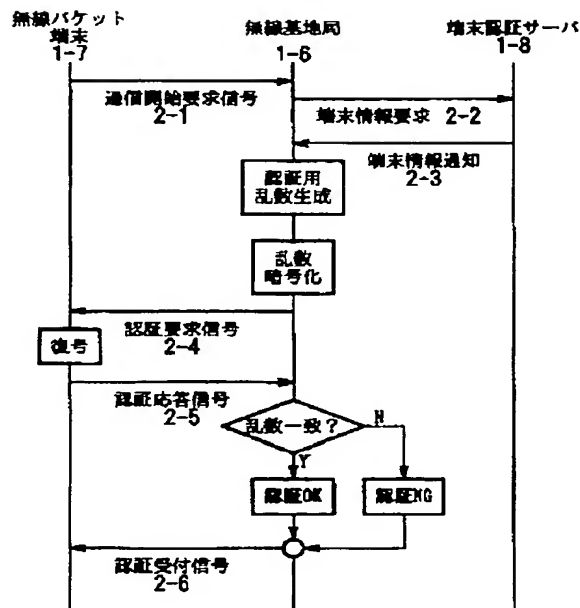 無線パケット
端末
1-7
無線基地局
1-6
端末認証サーバ
1-8
通信開始要求信号
2-1
端末情報要求 2-2
端末情報通知
2-3
認証用
乱数生成
乱数
暗号化
認証要求信号
2-4
復号
認証応答信号
2-5
乱数一致?
N
Y
認証OK
認証NG
認証受付信号
2-6